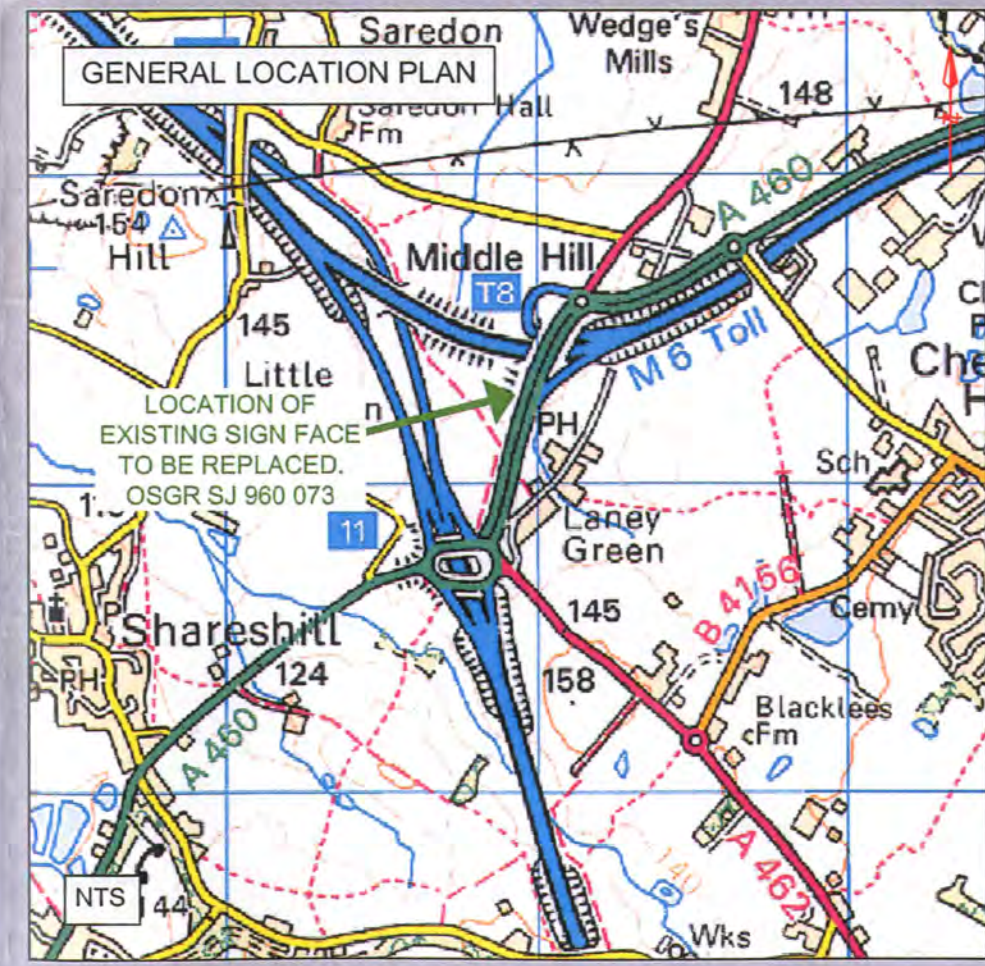 Saredon
Wedge's
Mills
GENERAL LOCATION PLAN
Saredon Hall
Fm
148
Saredon
154
Hill
A 460
Middle Hill
T8
145
M6 Toll
Little
LOCATION OF
EXISTING SIGN FACE
TO BE REPLACED.
OSGR SJ 960 073
n
PH
Che
H
Sch
11
Laney
Green
Shareshill
145
B 4156
Cemy
PH
124
158
Blacklees
Fm
A 460
A 462
140
NTS
44
Wks